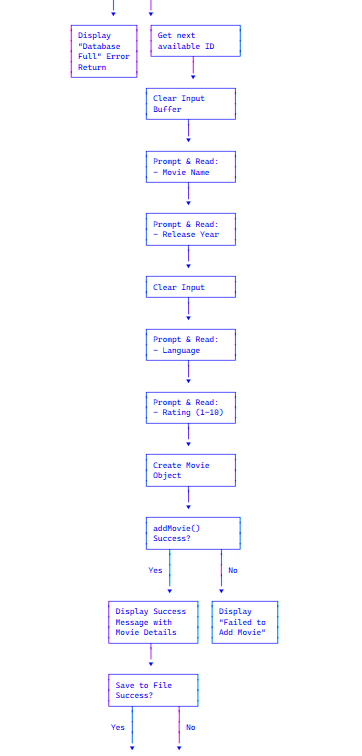 Display
"Database
Full" Error
Return
Get next
available ID
Clear Input
Buffer
Prompt & Read:
- Movie Name
Prompt & Read:
- Release Year
Clear Input
Prompt & Read:
- Language
Prompt & Read:
- Rating (1-10)
Create Movie
Object
addMovie()
Success?
Yes
No
Display Success
Message with
Movie Details
Display
"Failed to
Add Movie"
Save to File
Success?
Yes
No